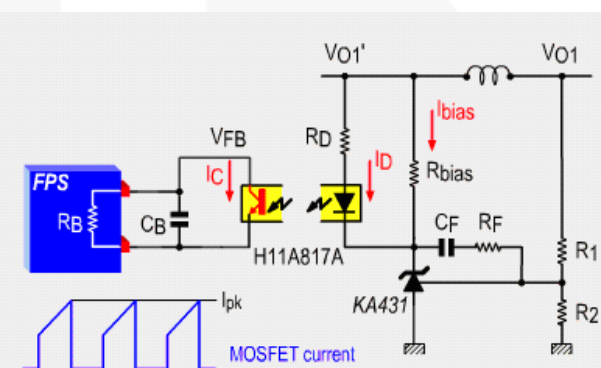 VO1'
VO1
Ibias
VFB
RD
ID
IC
Rbias
FPS
RB
CB
CF
RF
H11A817A
R1
KA431
R2
Ipk
MOSFET current